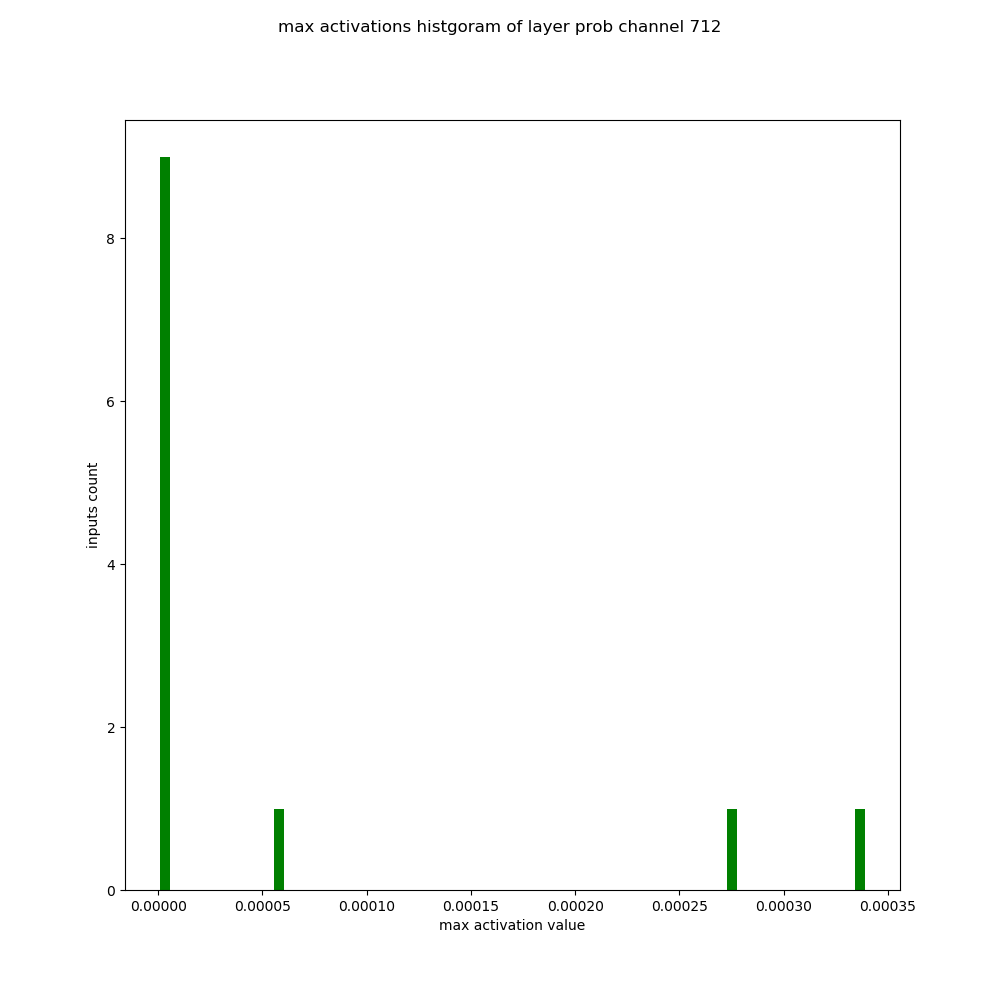 max activations histgoram of layer prob channel 712
8
6
4
2
0
inputs count
0.00000 0.00005 0.00010 0.00015 0.00020 0.00025 0.00030 0.00035
max activation value